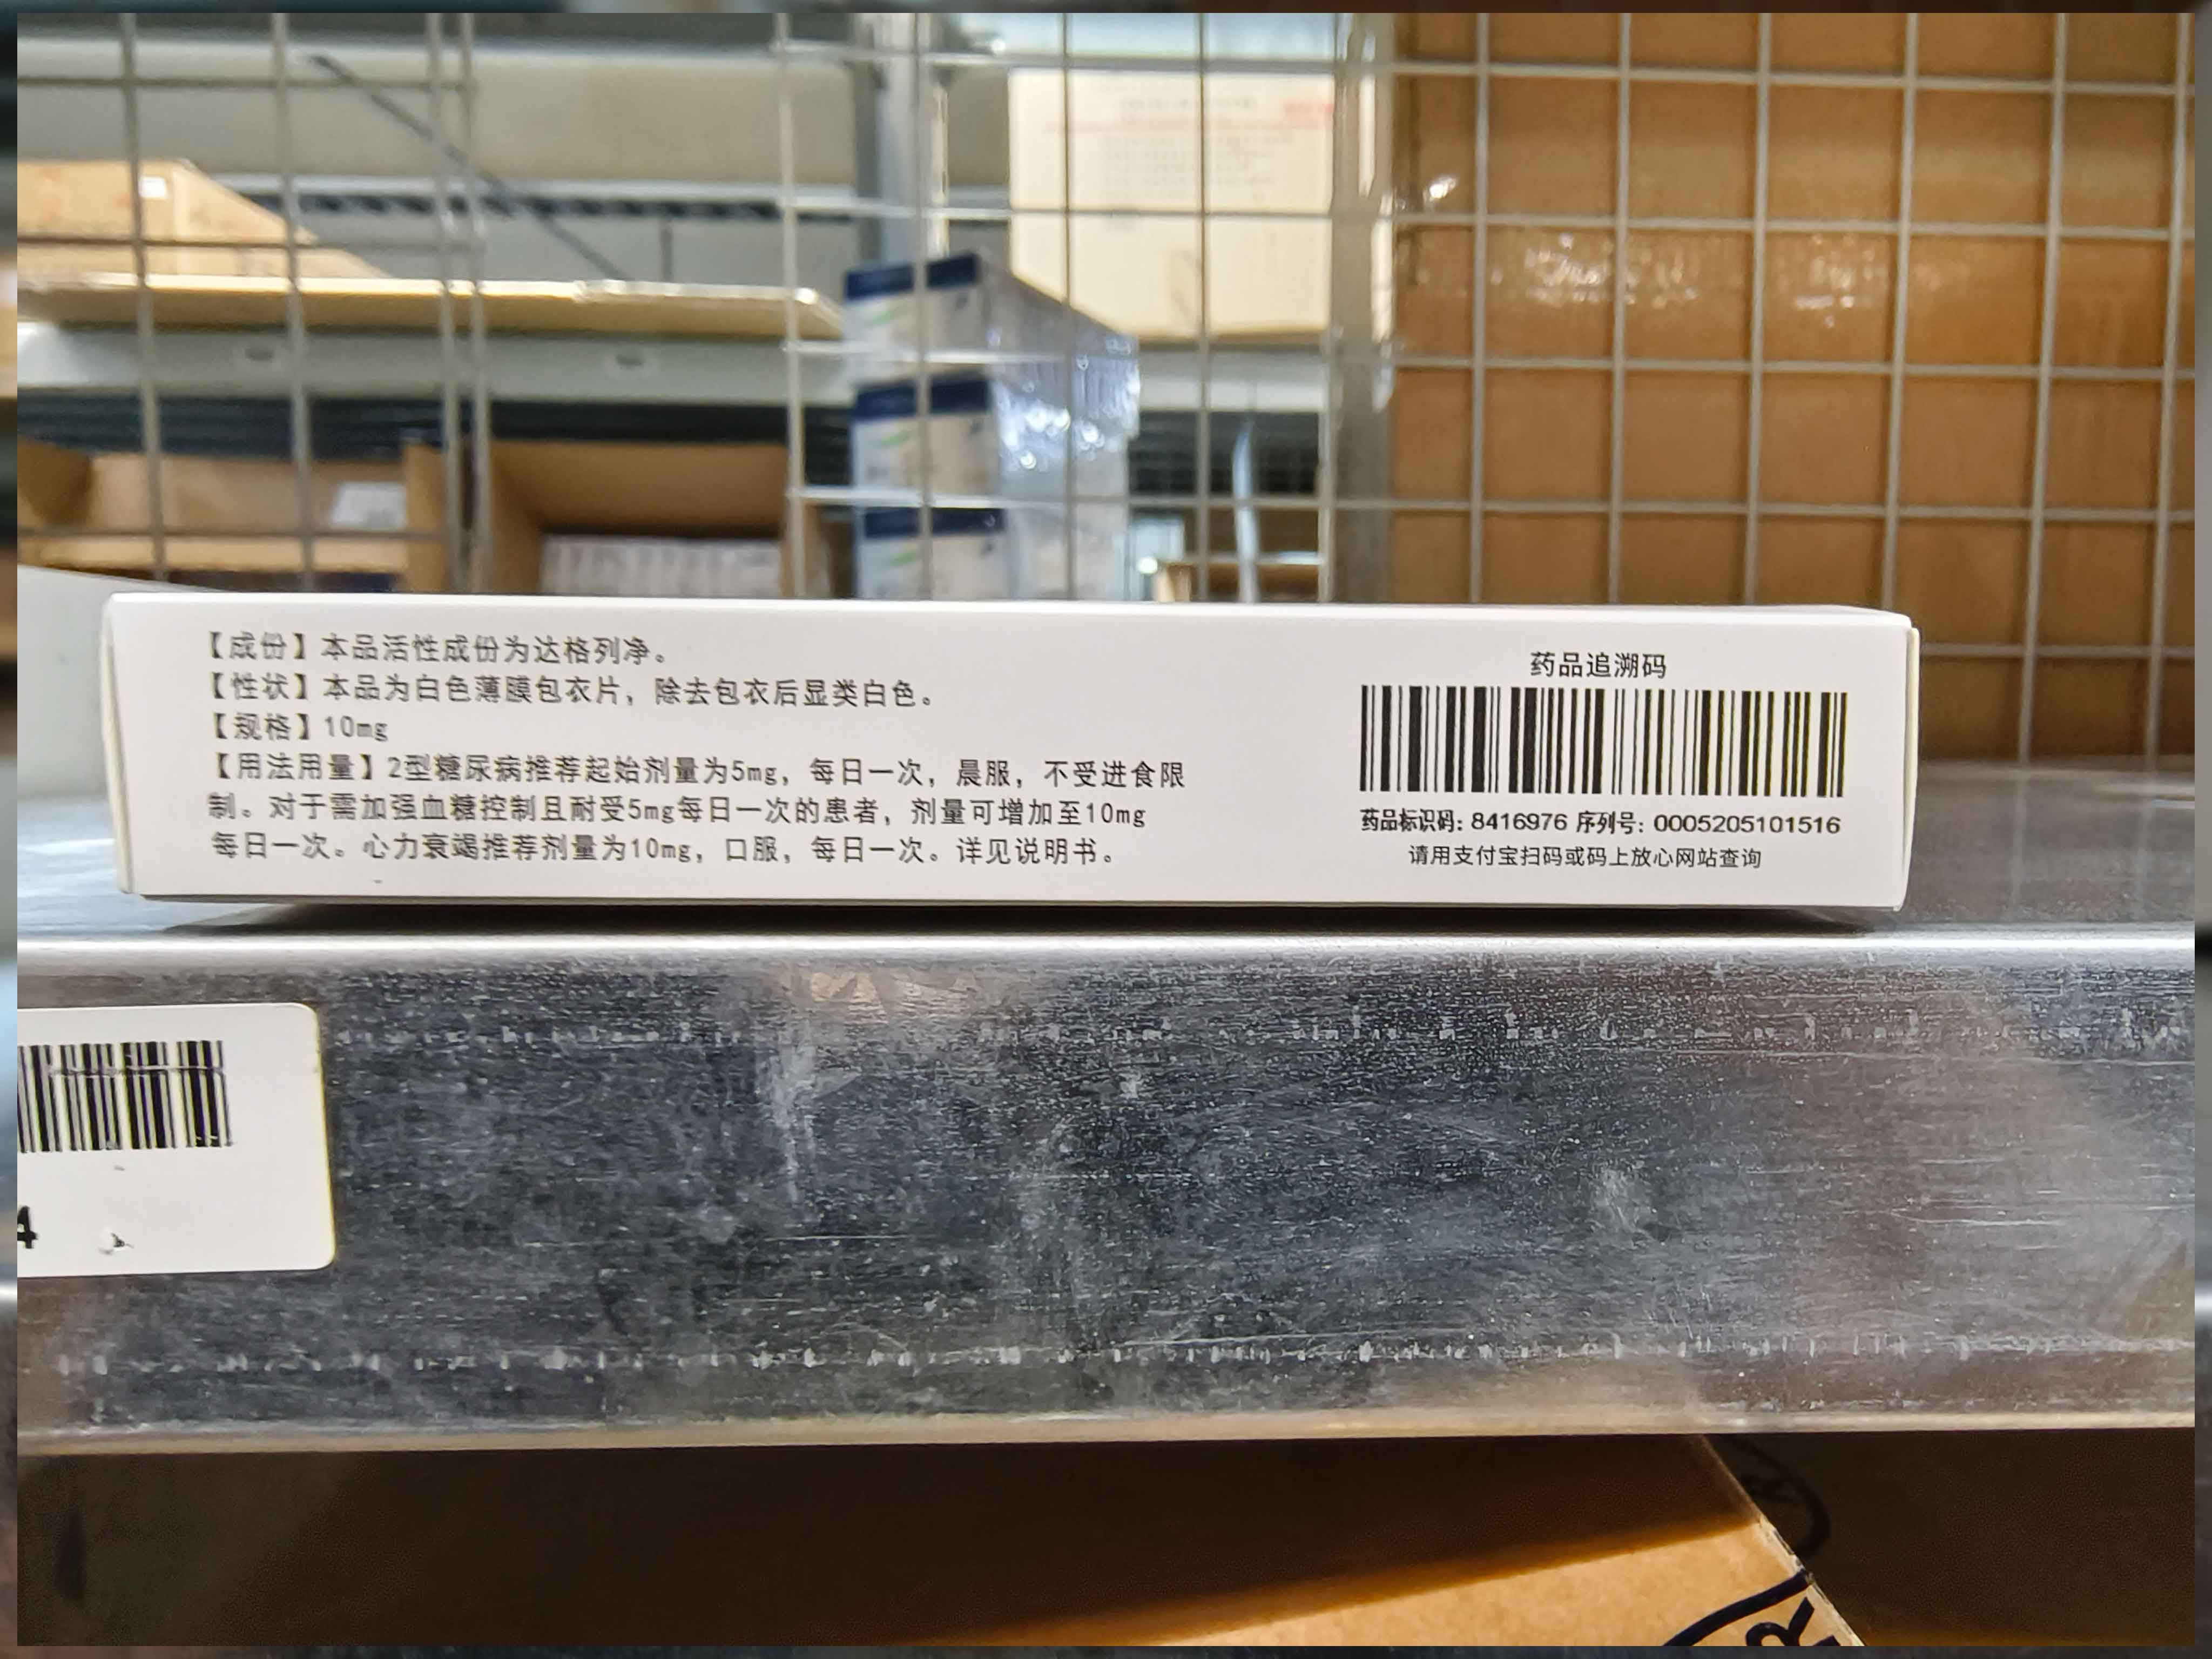 【成份】本品活性成份为达格列净。
【性状】本品为白色薄膜包衣片，除去包衣后显类白色。
【规格】10mg
【用法用量】2型糖尿病推荐起始剂量为5mg，每日一次，晨服，不受进食限
制。对于需加强血糖控制且耐受5mg每日一次的患者，剂量可增加至10mg
每日一次。心力衰竭推荐剂量为10mg，口服，每日一次。详见说明书。
药品追溯码
药品标识码：8416976 序列号：0005205101516
请用支付宝扫码或码上放心网站查询
4
R